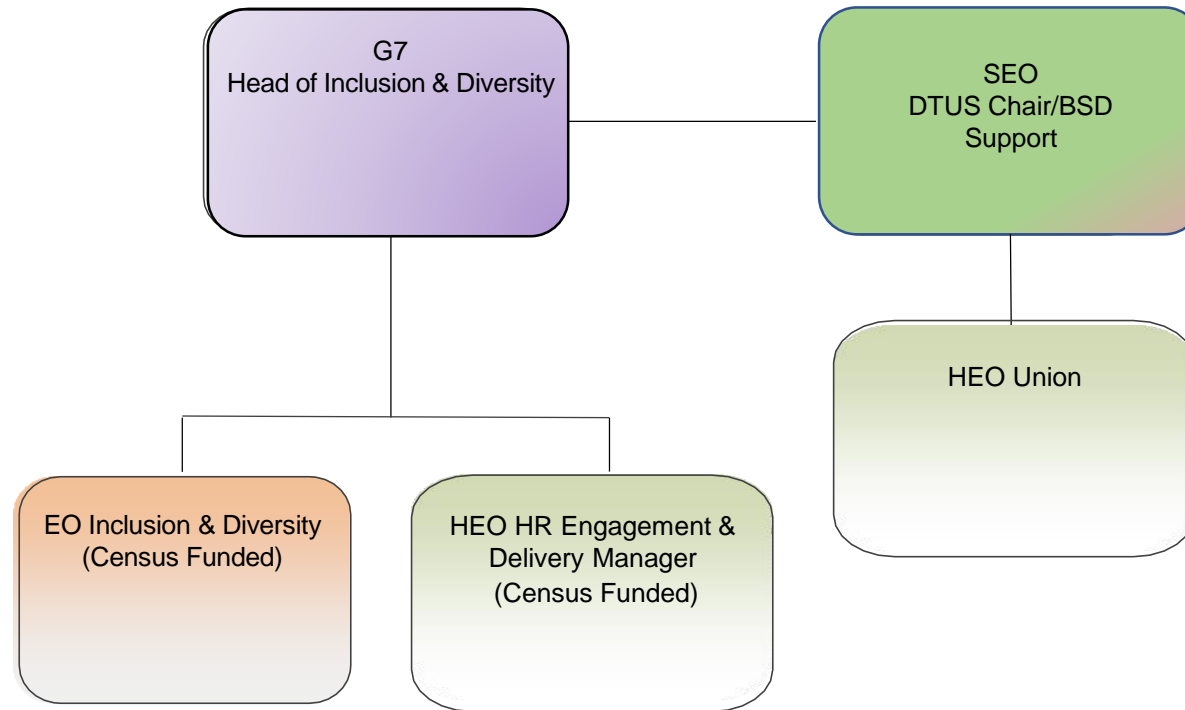 G7
Head of Inclusion & Diversity
SEO
DTUS Chair/BSD
Support
HEO Union
EO Inclusion & Diversity
(Census Funded)
HEO HR Engagement &
Delivery Manager
(Census Funded)